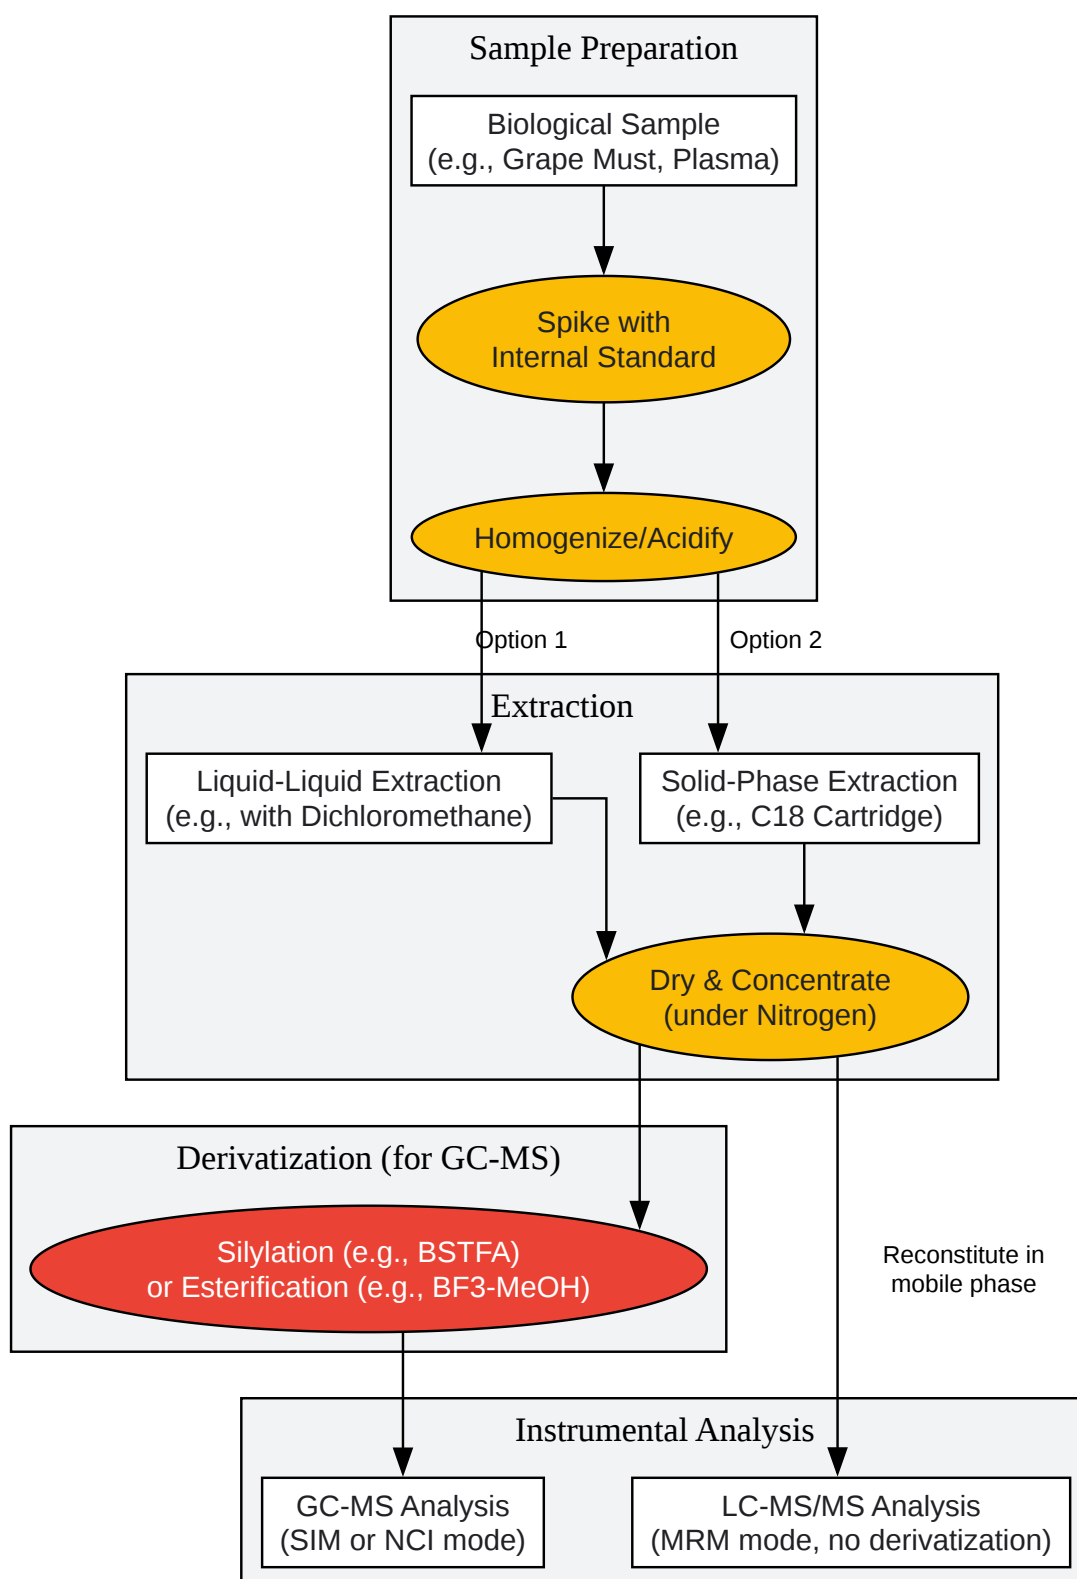 Sample Preparation
Biological Sample
(e.g., Grape Must, Plasma)
Spike with
Internal Standard
Homogenize/Acidify
Option 1
Option 2
Extraction
Liquid-Liquid Extraction
(e.g., with Dichloromethane)
Solid-Phase Extraction
(e.g., C18 Cartridge)
Dry & Concentrate
(under Nitrogen)
Derivatization (for GC-MS)
Silylation (e.g., BSTFA)
or Esterification (e.g., BF3-MeOH)
Reconstitute in
mobile phase
Instrumental Analysis
GC-MS Analysis
(SIM or NCI mode)
LC-MS/MS Analysis
(MRM mode, no derivatization)